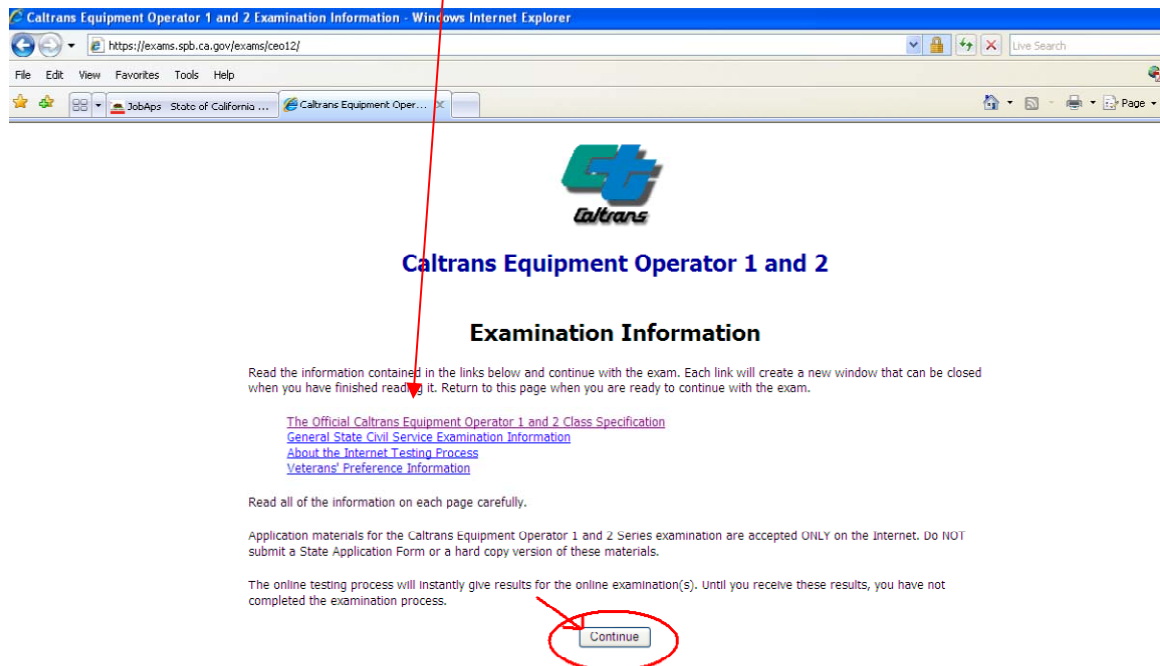 Caltrans Equipment Operator 1 and 2 Examination Information - Windows Internet Explorer
https://exams.spb.ca.gov/exams/ceo12/
Live Search
File Edit View Favorites Tools Help
JobAps State of California ...
Caltrans Equipment Oper...
Page
Caltrans
Caltrans Equipment Operator 1 and 2
Examination Information
Read the information contained in the links below and continue with the exam. Each link will create a new window that can be closed
when you have finished reading it. Return to this page when you are ready to continue with the exam.
The Official Caltrans Equipment Operator 1 and 2 Class Specification
General State Civil Service Examination Information
About the Internet Testing Process
Veterans' Preference Information
Read all of the information on each page carefully.
Application materials for the Caltrans Equipment Operator 1 and 2 Series examination are accepted ONLY on the Internet. Do NOT
submit a State Application Form or a hard copy version of these materials.
The online testing process will instantly give results for the online examination(s). Until you receive these results, you have not
completed the examination process.
Continue